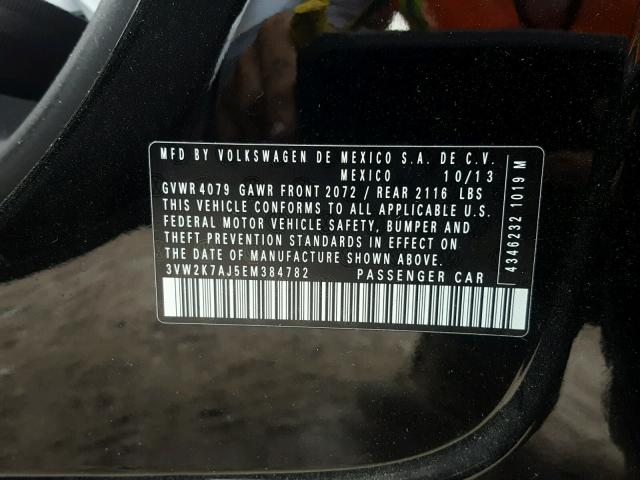 MFD BY VOLKSWAGEN DE MEXICO S.A. DE C.V.
MEXICO 10/13
GVWR 4079 GAWR FRONT 2072 / REAR 2116 LBS
THIS VEHICLE CONFORMS TO ALL APPLICABLE U.S.
FEDERAL MOTOR VEHICLE SAFETY, BUMPER AND
THEFT PREVENTION STANDARDS IN EFFECT ON
THE DATE OF MANUFACTURE SHOWN ABOVE.
3VW2K7AJ5EM384782 PASSENGER CAR
4346232 1019 M